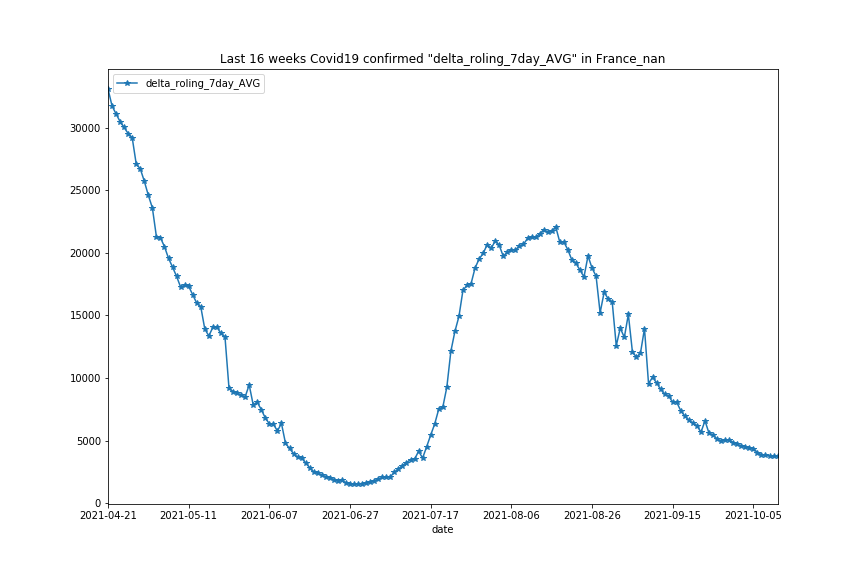 Last 16 weeks Covid19 confirmed "delta_roling_7day_AVG" in France_nan
delta_roling_7day_AVG
30000
25000
20000
15000
10000
5000
0
2021-04-21 2021-05-11 2021-06-07 2021-06-27 2021-07-17 2021-08-06 2021-08-26 2021-09-15 2021-10-05
date